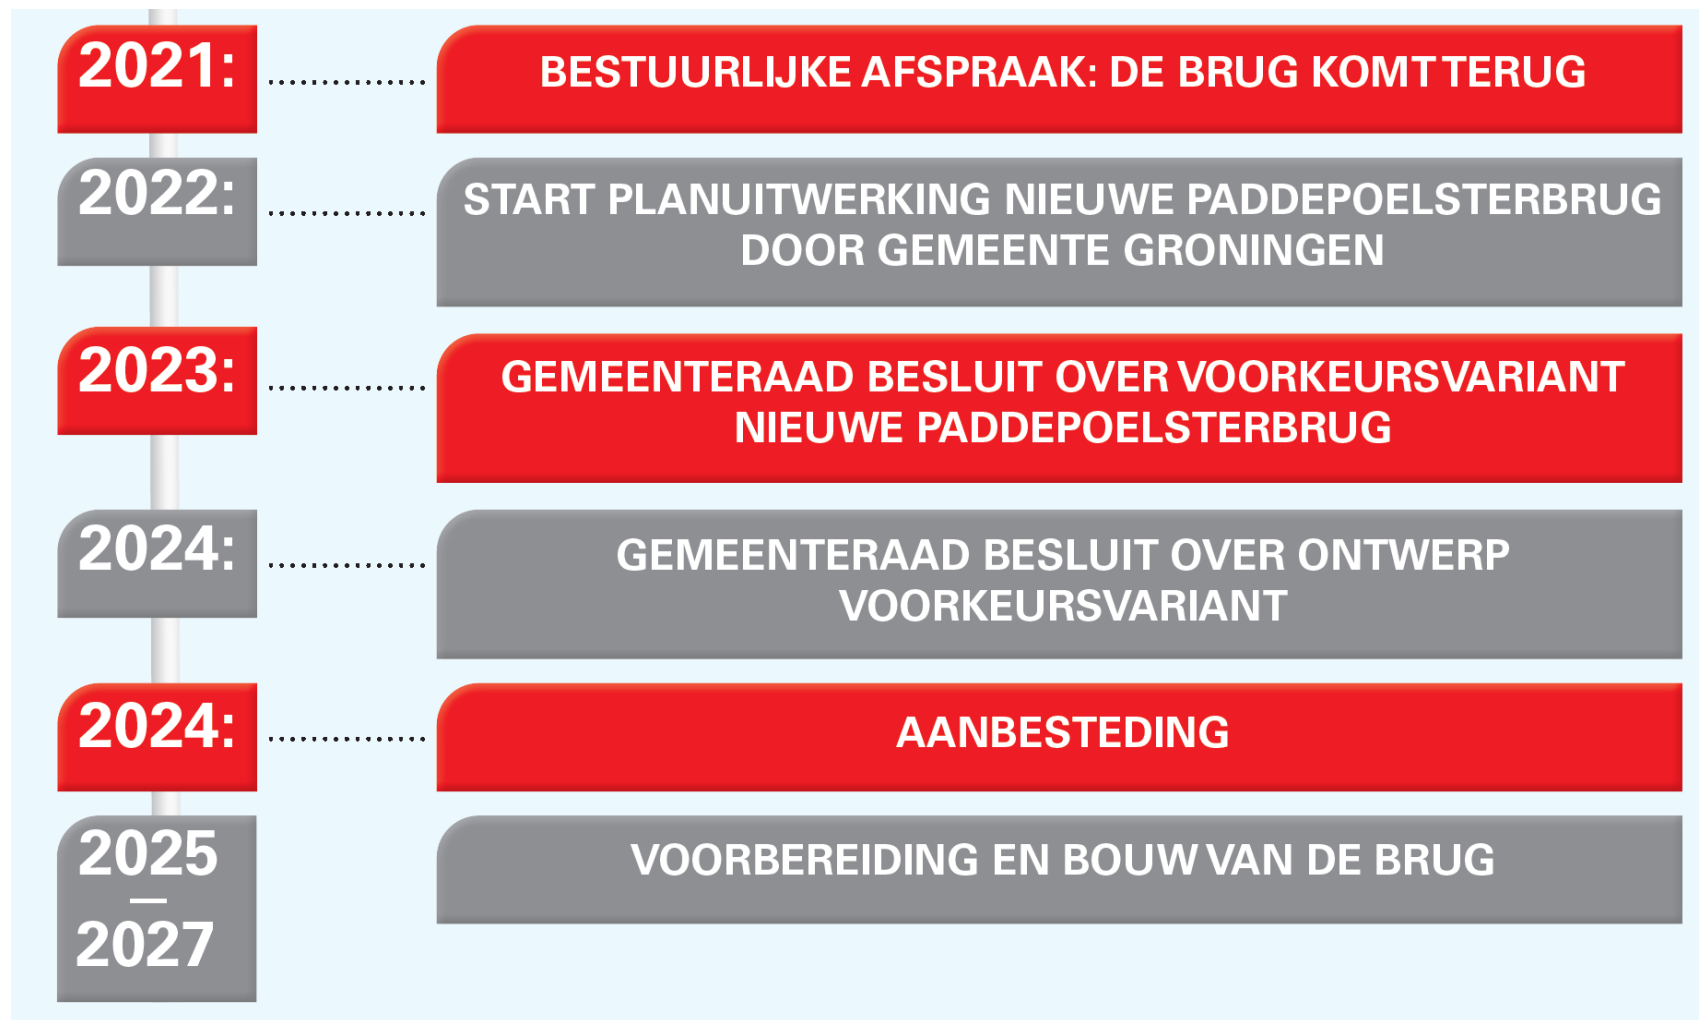 2021:
BESTUURLIJKE AFSPRAAK: DE BRUG KOMT TERUG
2022:
START PLANUITWERKING NIEUWE PADDEPOELSTERBRUG
DOOR GEMEENTE GRONINGEN
2023:
GEMEENTERAAD BESLUIT OVER VOORKEURSVARIANT
NIEUWE PADDEPOELSTERBRUG
2024:
GEMEENTERAAD BESLUIT OVER ONTWERP
VOORKEURSVARIANT
2024:
AANBESTEDING
2025
—
2027
VOORBEREIDING EN BOUW VAN DE BRUG